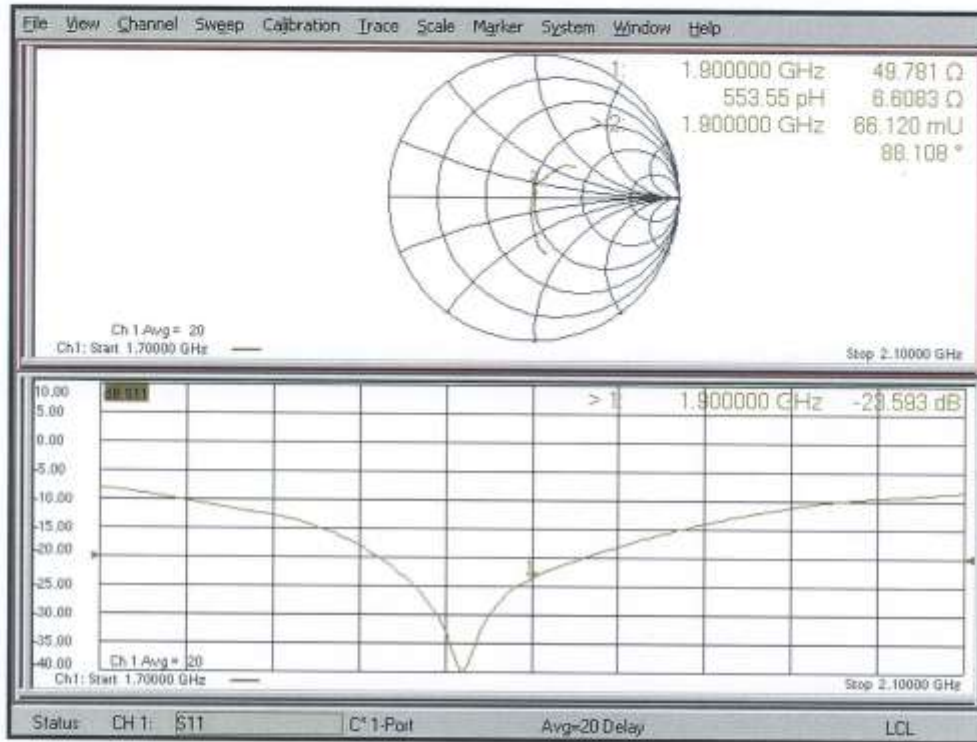 File View Channel Sweep Calibration Trace Scale Marker System Window Help
1: 1.900000 GHz 49.781 Ω
553.55 pH 6.6083 Ω
> 2: 1.900000 GHz 66.120 mU
86.108 °
Ch 1 Avg = 20
Ch1: Start 1.70000 GHz
Stop 2.10000 GHz
10.00
5.00
0.00
-5.00
-10.00
-15.00
-20.00
-25.00
-30.00
-35.00
-40.00
> 1: 1.900000 GHz -23.593 dB
Ch 1 Avg = 20
Ch1: Start 1.70000 GHz
Stop 2.10000 GHz
Status CH 1: S11 C* 1-Port Avg=20 Delay LCL